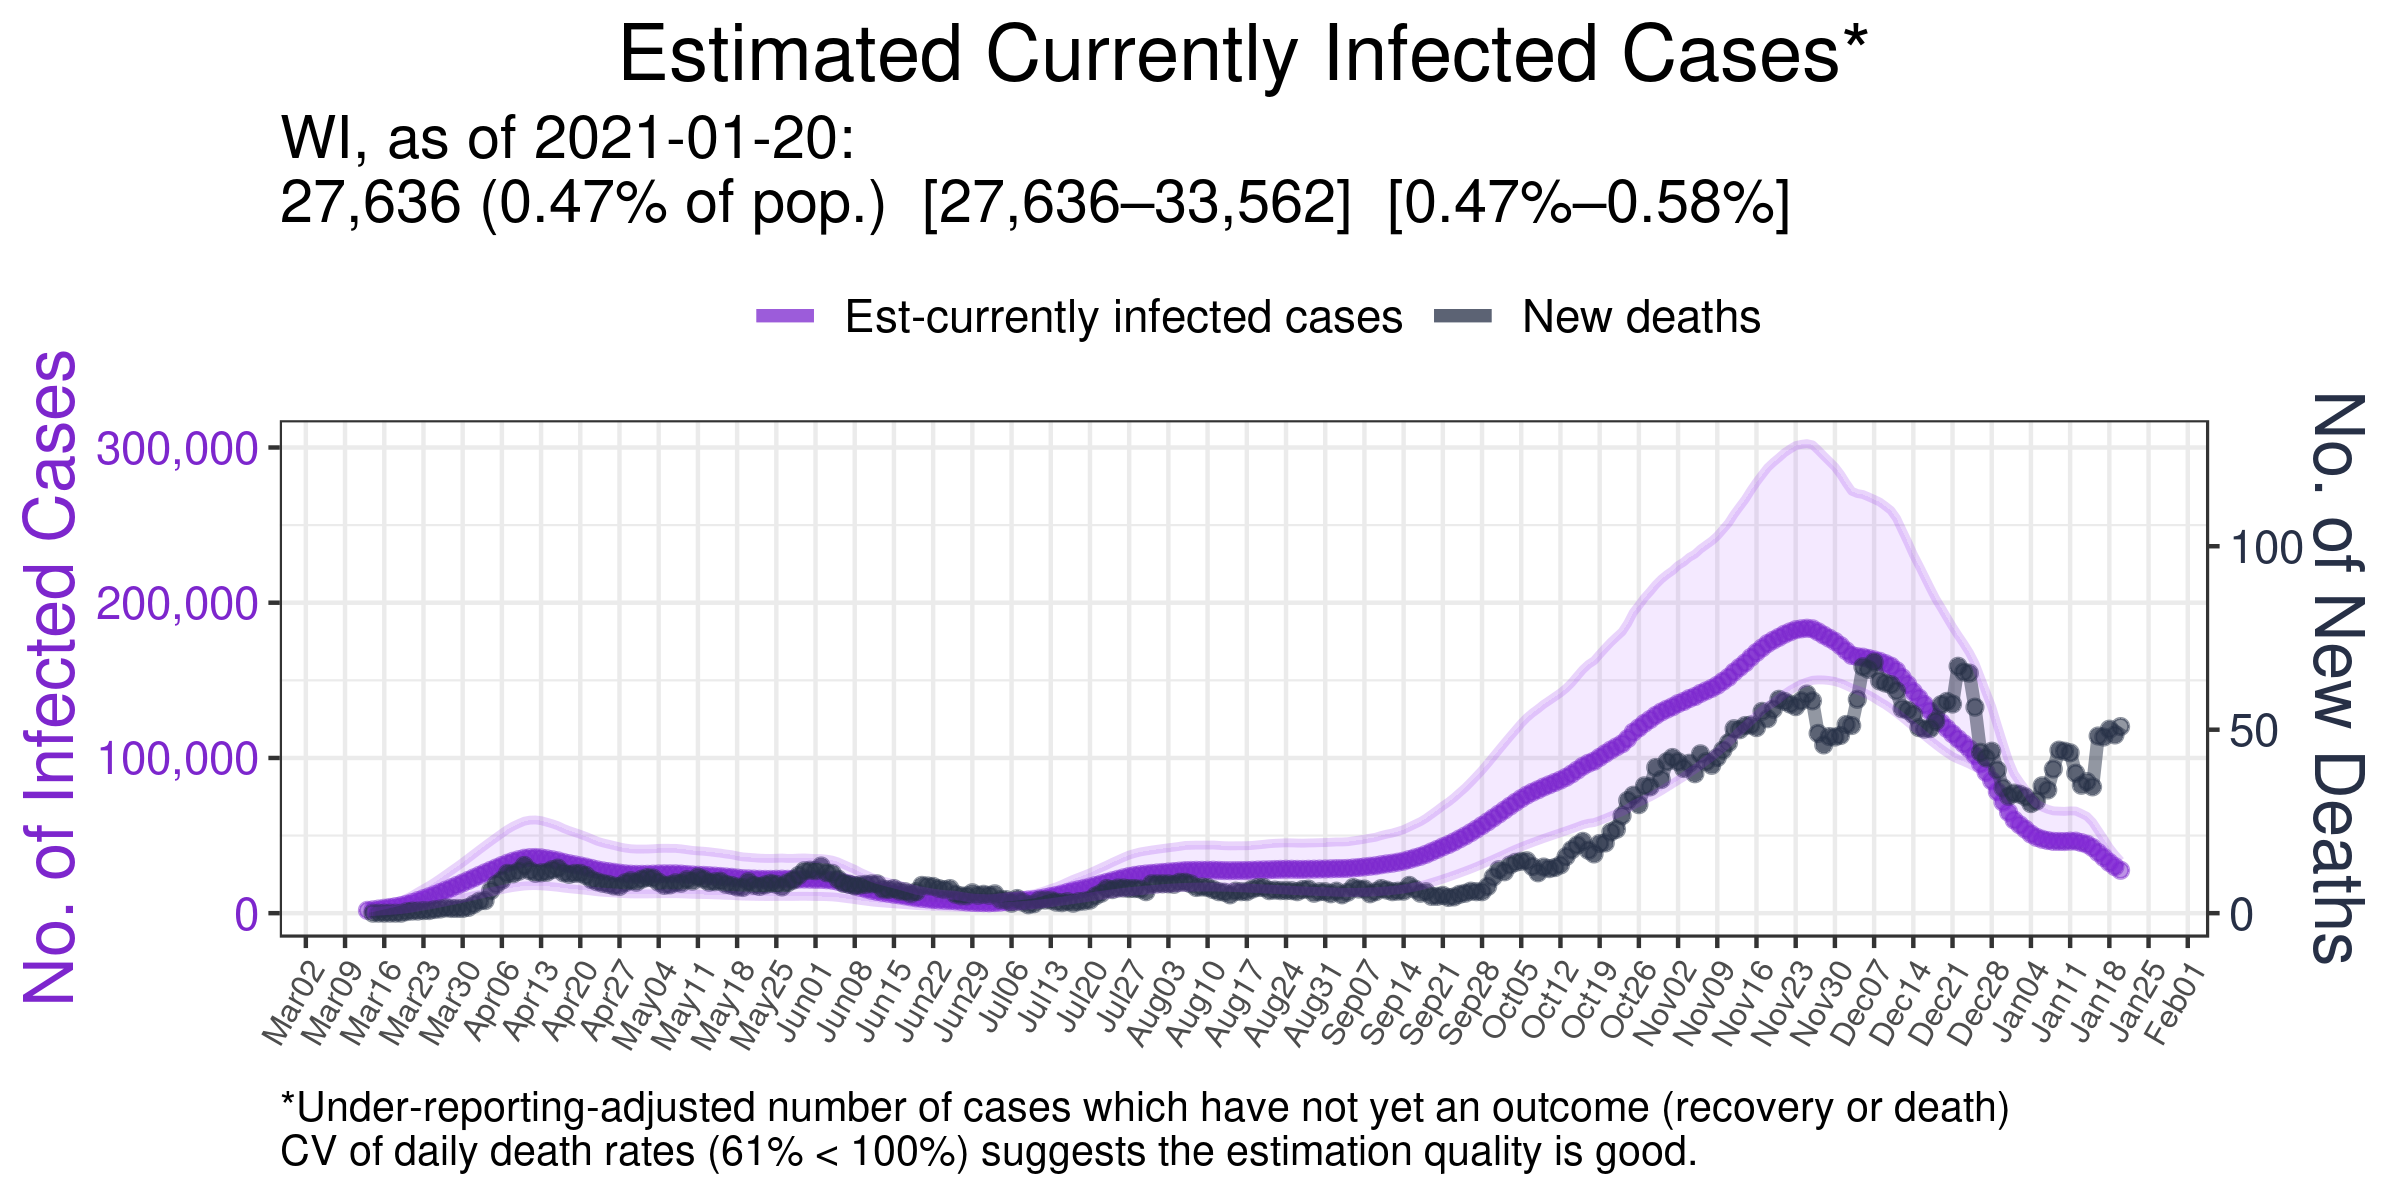 Estimated Currently Infected Cases*
WI, as of 2021-01-20:
27,636 (0.47% of pop.)  [27,636–33,562]  [0.47%–0.58%]
Est-currently infected cases
New deaths
No. of Infected Cases
300,000
200,000
100,000
0
100
50
0
No. of New Deaths
Mar02
Mar09
Mar16
Mar23
Mar30
Apr06
Apr13
Apr20
Apr27
May04
May11
May18
May25
Jun01
Jun08
Jun15
Jun22
Jun29
Jul06
Jul13
Jul20
Jul27
Aug03
Aug10
Aug17
Aug24
Aug31
Sep07
Sep14
Sep21
Sep28
Oct05
Oct12
Oct19
Oct26
Nov02
Nov09
Nov16
Nov23
Nov30
Dec07
Dec14
Dec21
Dec28
Jan04
Jan11
Jan18
Jan25
Feb01
*Under-reporting-adjusted number of cases which have not yet an outcome (recovery or death)
CV of daily death rates (61% < 100%) suggests the estimation quality is good.